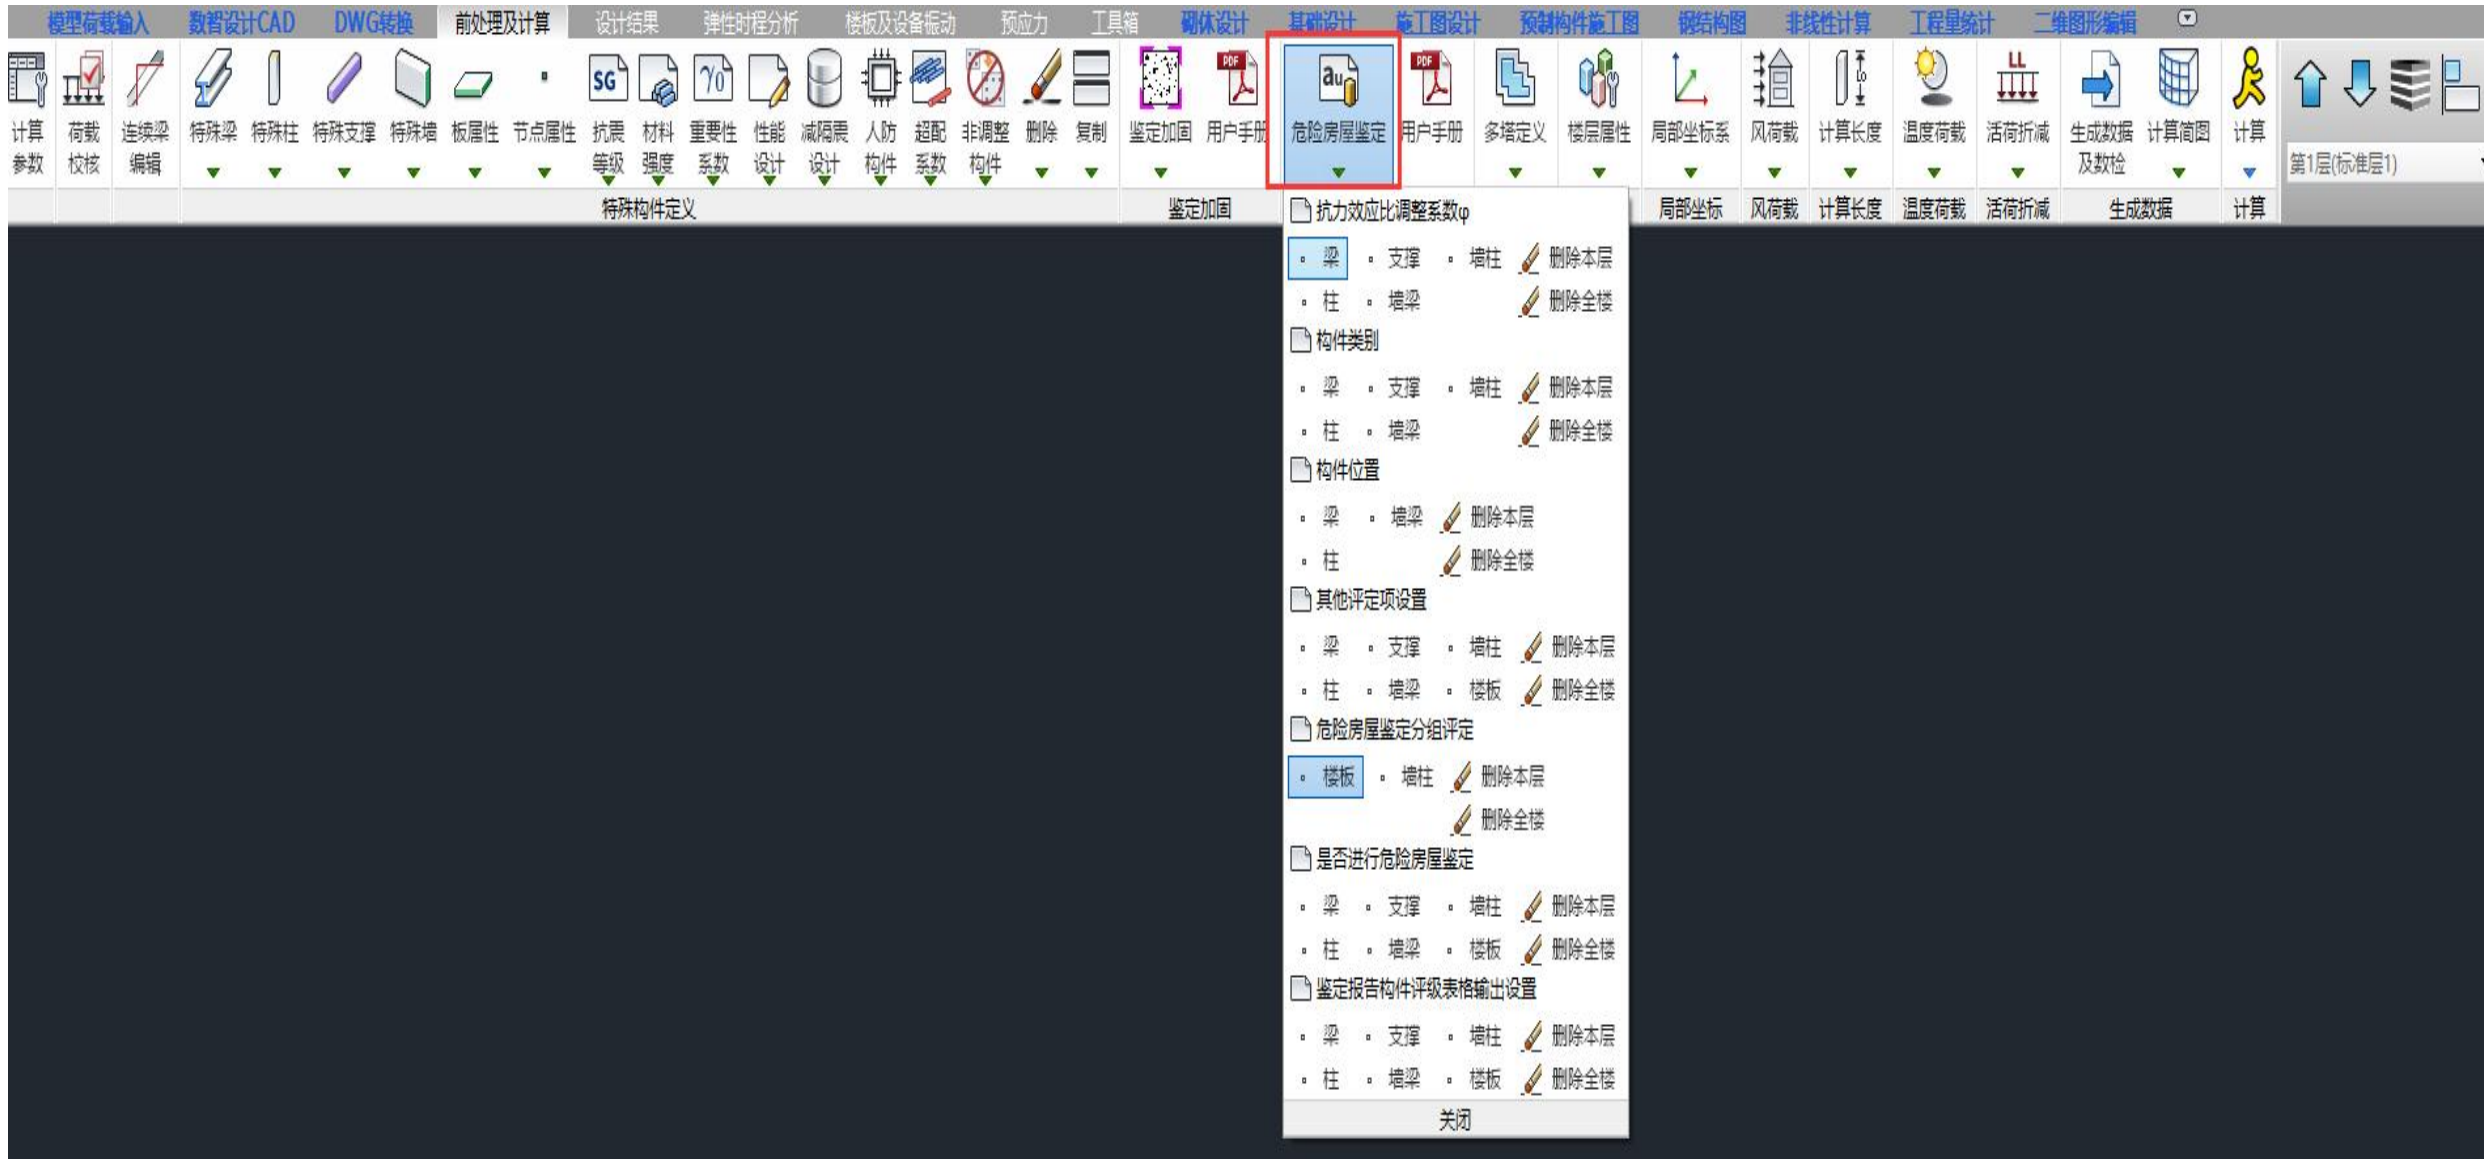 模型荷载输入 数智设计CAD DWG转换 前处理及计算 设计结果 弹性时程分析 楼板及设备振动 预应力 工具箱 砌体设计 基础设计 施工图设计 预制构件施工图 钢结构图 非线性计算 工程量统计 二维图形编辑
SG γ0 PDF au PDF LL
计算 荷载 连续梁 特殊梁 特殊柱 特殊支撑 特殊墙 板属性 节点属性 抗震 材料 重要性 性能 减隔震 人防 超配 非调整 删除 复制 鉴定加固 用户手册 危险房屋鉴定 用户手册 多塔定义 楼层属性 局部坐标系 风荷载 计算长度 温度荷载 活荷折减 生成数据 计算简图 计算
参数 校核 编辑 等级 强度 系数 设计 设计 构件 系数 构件 及数检 第1层(标准层1)
特殊构件定义 鉴定加固 局部坐标 风荷载 计算长度 温度荷载 活荷折减 生成数据 计算
抗力效应比调整系数φ
梁 支撑 墙柱 删除本层
柱 墙梁 删除全楼
构件类别
梁 支撑 墙柱 删除本层
柱 墙梁 删除全楼
构件位置
梁 墙梁 删除本层
柱 删除全楼
其他评定项设置
梁 支撑 墙柱 删除本层
柱 墙梁 楼板 删除全楼
危险房屋鉴定分组评定
楼板 墙柱 删除本层
删除全楼
是否进行危险房屋鉴定
梁 支撑 墙柱 删除本层
柱 墙梁 楼板 删除全楼
鉴定报告构件评级表格输出设置
梁 支撑 墙柱 删除本层
柱 墙梁 楼板 删除全楼
关闭